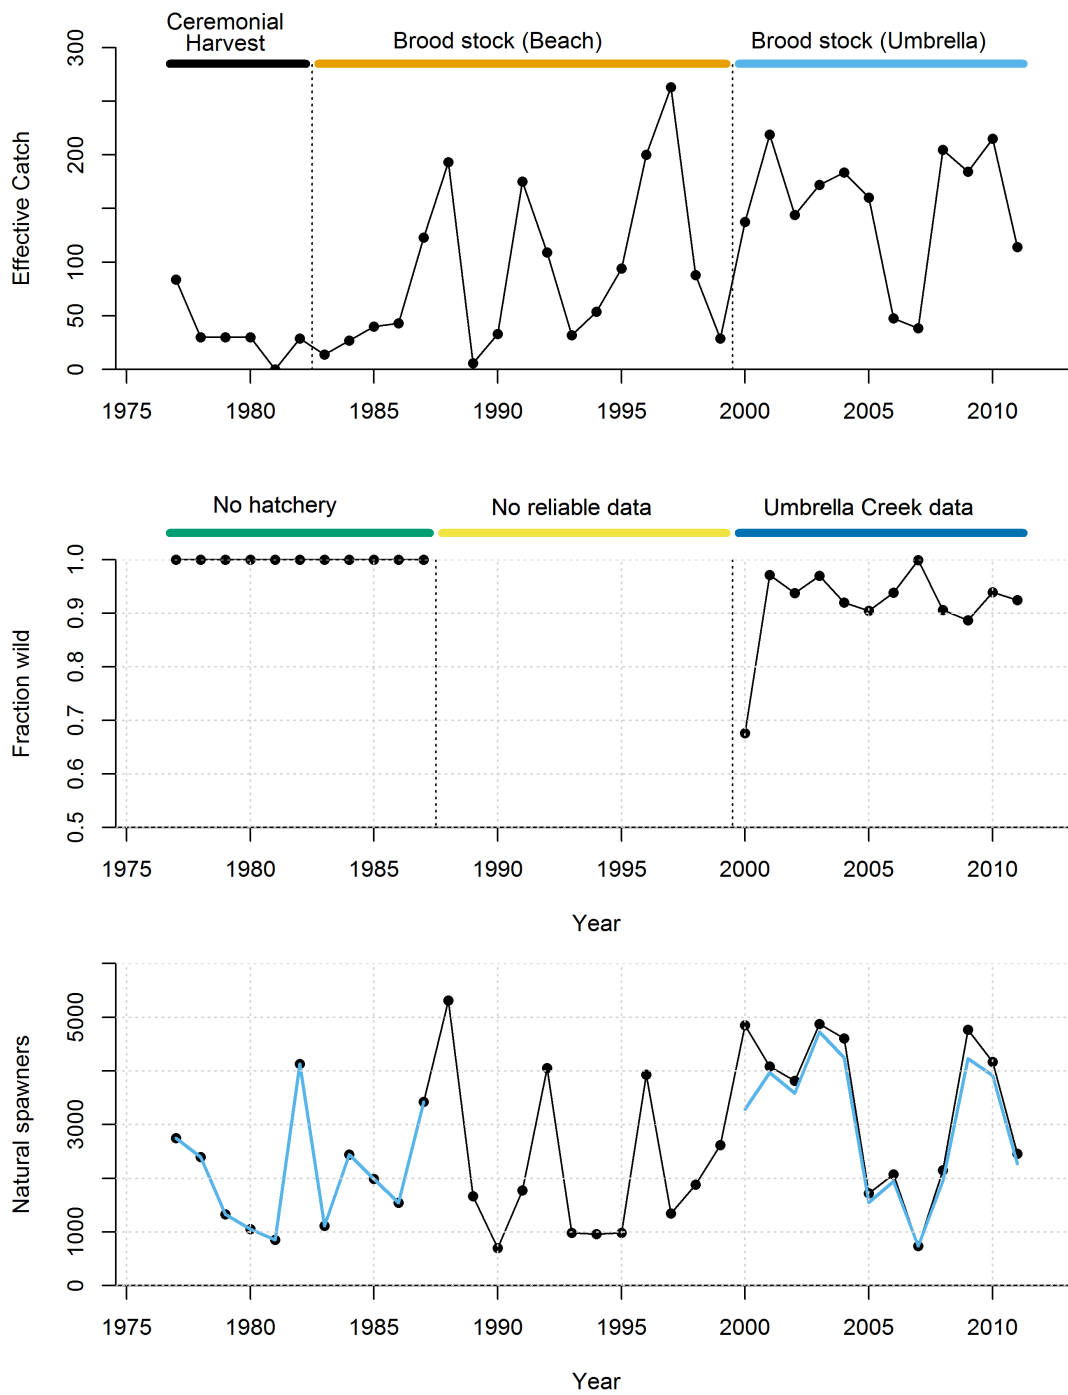 Ceremonial
Harvest
Brood stock (Beach)
Brood stock (Umbrella)
Effective Catch
300
200
100
50
0
1975 1980 1985 1990 1995 2000 2005 2010
No hatchery
No reliable data
Umbrella Creek data
Fraction wild
1.0
0.9
0.8
0.7
0.6
0.5
1975 1980 1985 1990 1995 2000 2005 2010
Year
Natural spawners
5000
3000
1000
0
1975 1980 1985 1990 1995 2000 2005 2010
Year